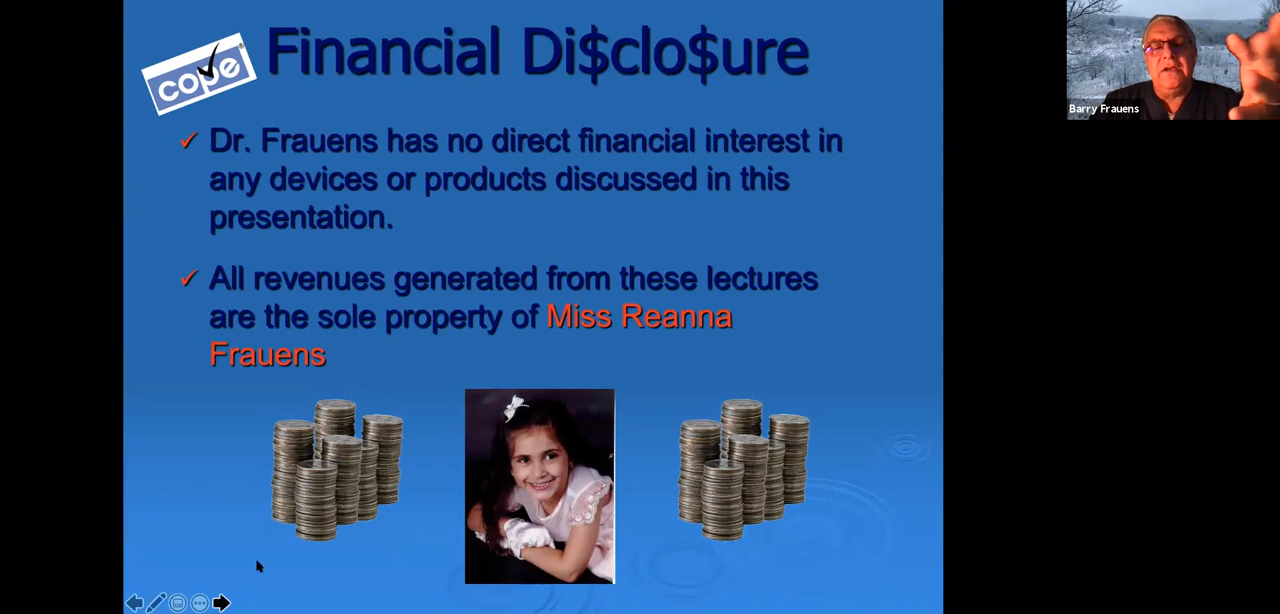 cope®
Financial Di$clo$ure
Dr. Frauens has no direct financial interest in
any devices or products discussed in this
presentation.
All revenues generated from these lectures
are the sole property of Miss Reanna
Frauens
Barry Frauens